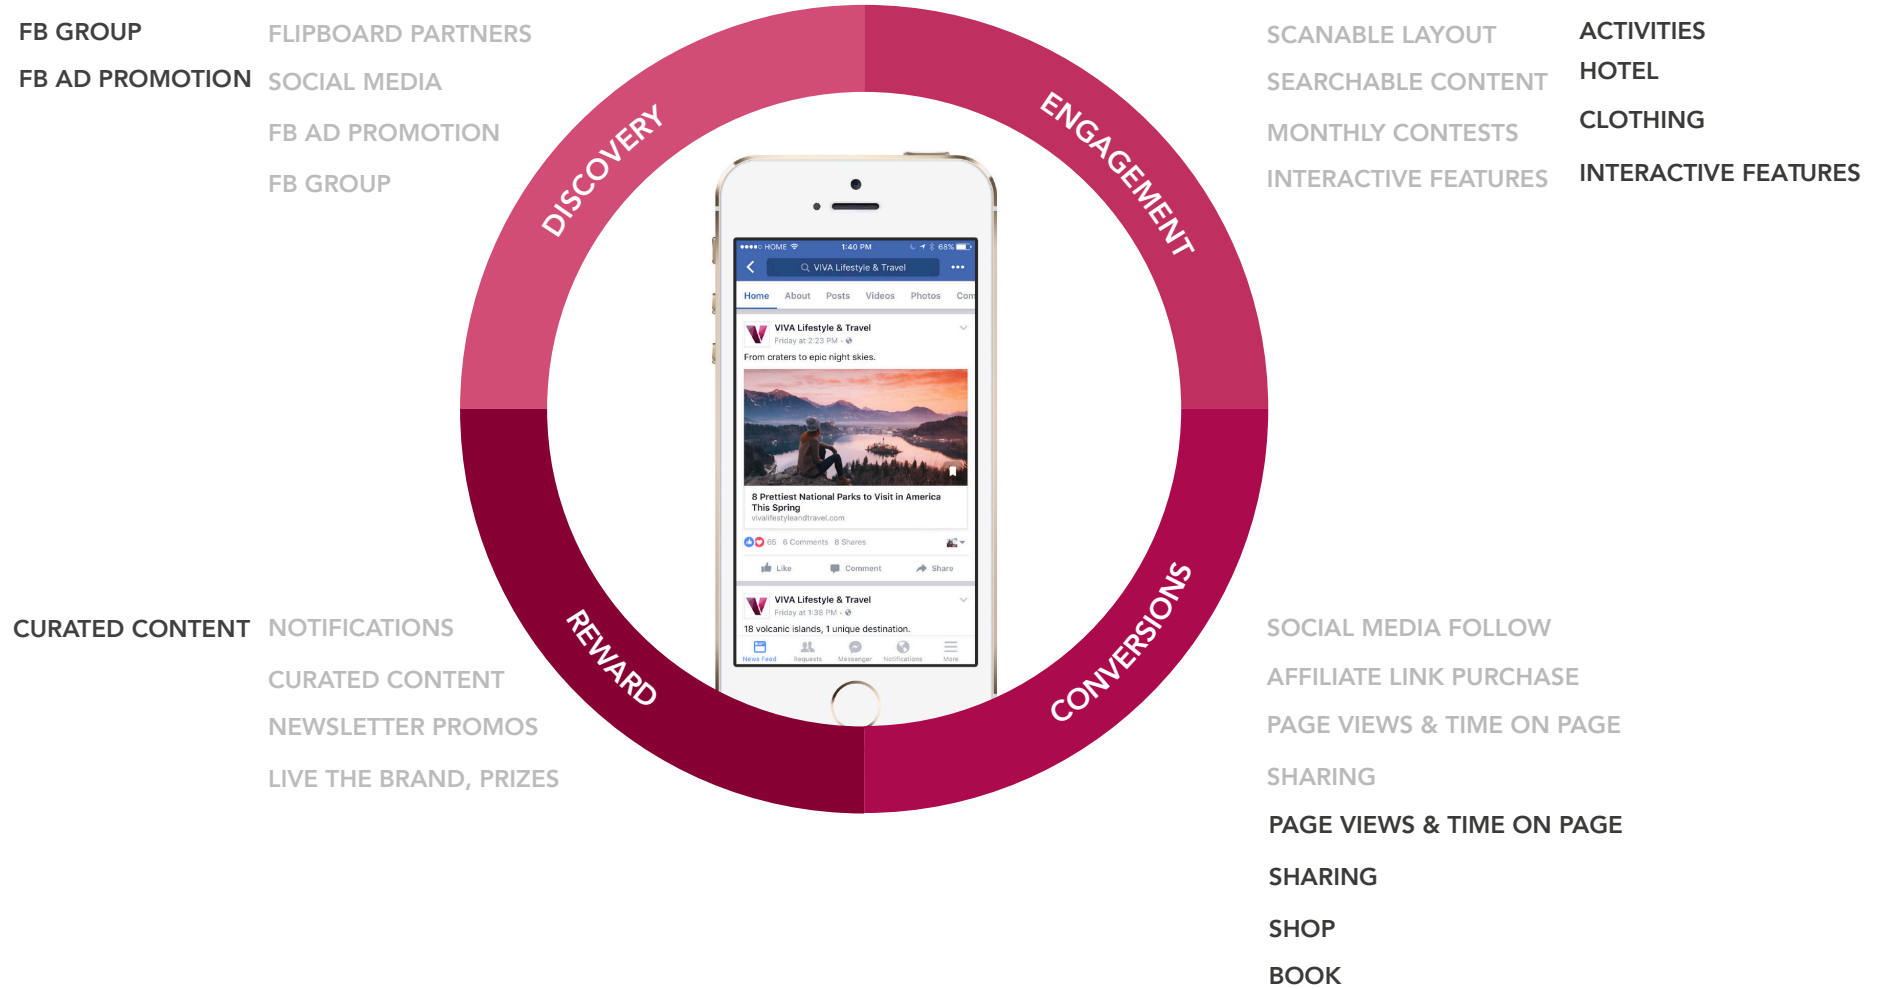 FB GROUP
FB AD PROMOTION
FLIPBOARD PARTNERS
SOCIAL MEDIA
FB AD PROMOTION
FB GROUP
DISCOVERY
ENGAGEMENT
SCANABLE LAYOUT
SEARCHABLE CONTENT
MONTHLY CONTESTS
INTERACTIVE FEATURES
ACTIVITIES
HOTEL
CLOTHING
INTERACTIVE FEATURES
HOME 1:40 PM 68%
VIVA Lifestyle & Travel
Home About Posts Videos Photos Com
VIVA Lifestyle & Travel
Friday at 2:23 PM
From craters to epic night skies.
8 Prettiest National Parks to Visit in America
This Spring
vivalifestyleandtravel.com
65 6 Comments 8 Shares
Like Comment Share
VIVA Lifestyle & Travel
Friday at 1:38 PM
18 volcanic islands, 1 unique destination.
News Feed Requests Messenger Notifications More
CURATED CONTENT
NOTIFICATIONS
CURATED CONTENT
NEWSLETTER PROMOS
LIVE THE BRAND, PRIZES
REWARD
CONVERSIONS
SOCIAL MEDIA FOLLOW
AFFILIATE LINK PURCHASE
PAGE VIEWS & TIME ON PAGE
SHARING
PAGE VIEWS & TIME ON PAGE
SHARING
SHOP
BOOK